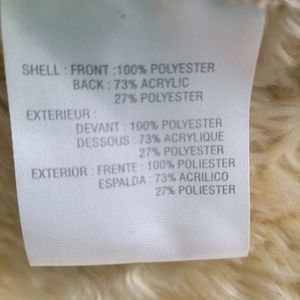 SHELL : FRONT :100% POLYESTER
BACK : 73% ACRYLIC
27% POLYESTER
EXTERIEUR :
DEVANT : 100% POLYESTER
DESSOUS : 73% ACRYLIQUE
27% POLYESTER
EXTERIOR : FRENTE : 100% POLIESTER
ESPALDA : 73% ACRILICO
27% POLIESTER